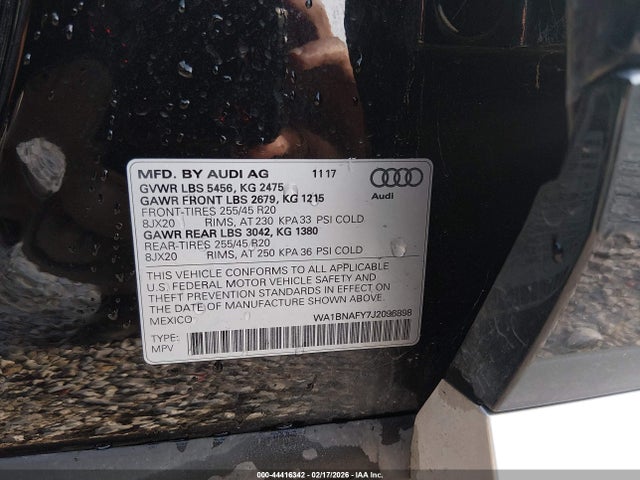 MFD. BY AUDI AG 11 17
GVWR LBS 5456, KG 2475
GAWR FRONT LBS 2679, KG 1215
FRONT-TIRES 255/45 R20
8JX20 RIMS, AT 230 KPA 33 PSI COLD
GAWR REAR LBS 3042, KG 1380
REAR-TIRES 255/45 R20
8JX20 RIMS, AT 250 KPA 36 PSI COLD
Audi
THIS VEHICLE CONFORMS TO ALL APPLICABLE
U.S. FEDERAL MOTOR VEHICLE SAFETY AND
THEFT PREVENTION STANDARDS IN EFFECT ON
THE DATE OF MANUFACTURE SHOWN ABOVE.
MEXICO WA1BNAFY7J2096898
TYPE:
MPV
000-44416342 - 02/17/2026 - IAA Inc.